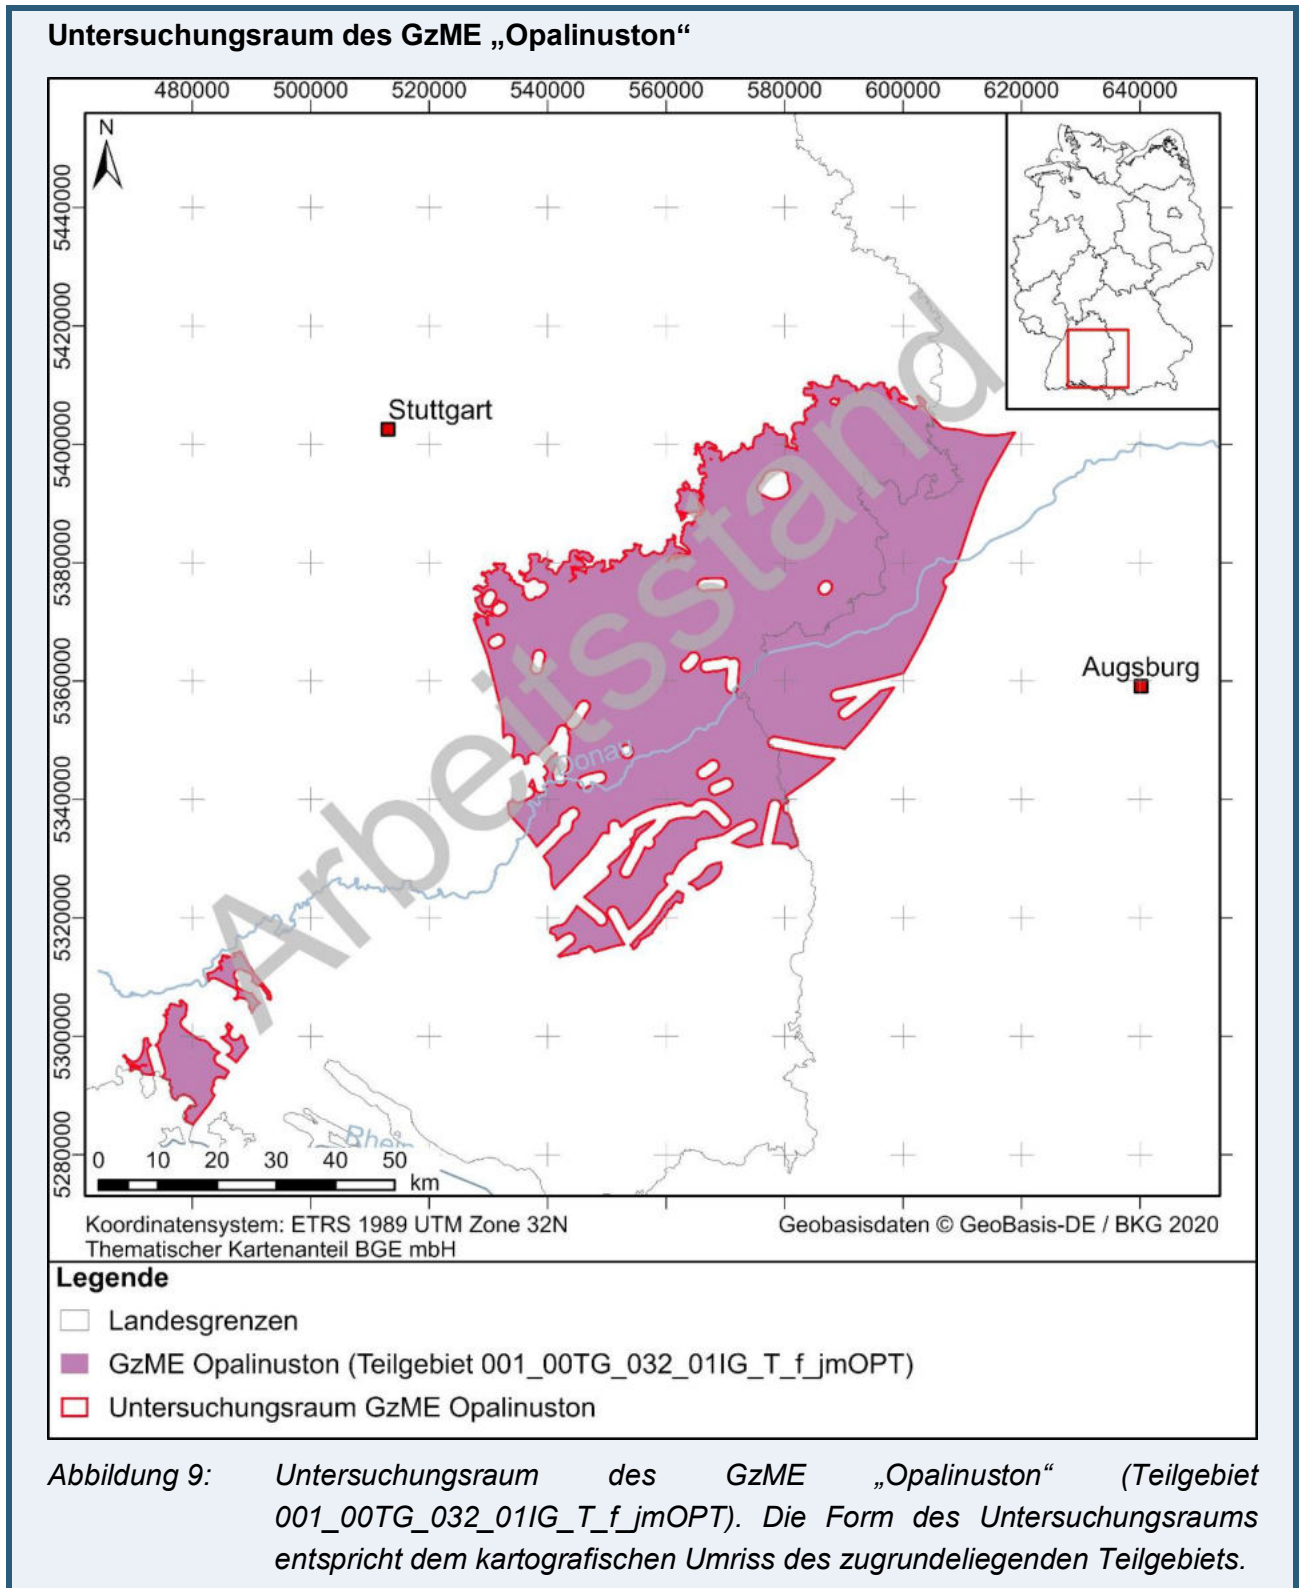 Untersuchungsraum des GzME „Opalinuston“
480000 500000 520000 540000 560000 580000 600000 620000 640000
N
5440000
5420000
5400000
5380000
5360000
5340000
5320000
5300000
5280000
Stuttgart
Augsburg
Donau
Rhein
Arbeitsstand
0 10 20 30 40 50
km
Koordinatensystem: ETRS 1989 UTM Zone 32N
Geobasisdaten © GeoBasis-DE / BKG 2020
Thematischer Kartenanteil BGE mbH
Legende
Landesgrenzen
GzME Opalinuston (Teilgebiet 001_00TG_032_01IG_T_f_jmOPT)
Untersuchungsraum GzME Opalinuston
Abbildung 9: Untersuchungsraum des GzME „Opalinuston“ (Teilgebiet
001_00TG_032_01IG_T_f_jmOPT). Die Form des Untersuchungsraums
entspricht dem kartografischen Umriss des zugrundeliegenden Teilgebiets.